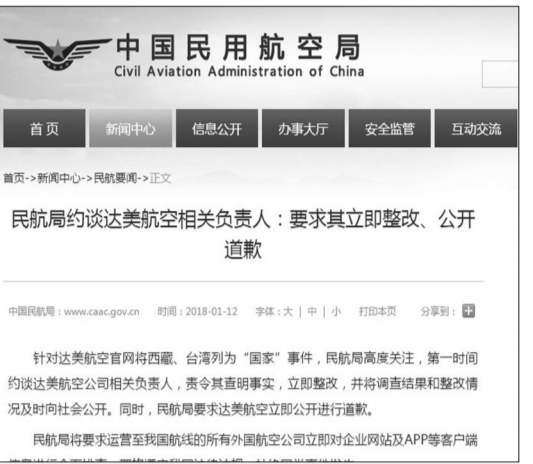 中国民用航空局
Civil Aviation Administration of China
首页 新闻中心 信息公开 办事大厅 安全监管 互动交流
首页->新闻中心->民航要闻->正文
民航局约谈达美航空相关负责人：要求其立即整改、公开
道歉
中国民航局：www.caac.gov.cn 时间：2018-01-12 字体：大 | 中 | 小 打印本页 分享到：
针对达美航空官网将西藏、台湾列为“国家”事件，民航局高度关注，第一时间
约谈达美航空公司相关负责人，责令其查明事实，立即整改，并将调查结果和整改情
况及时向社会公开。同时，民航局要求达美航空立即公开进行道歉。
民航局将要求运营至我国航线的所有外国航空公司立即对企业网站及APP等客户端